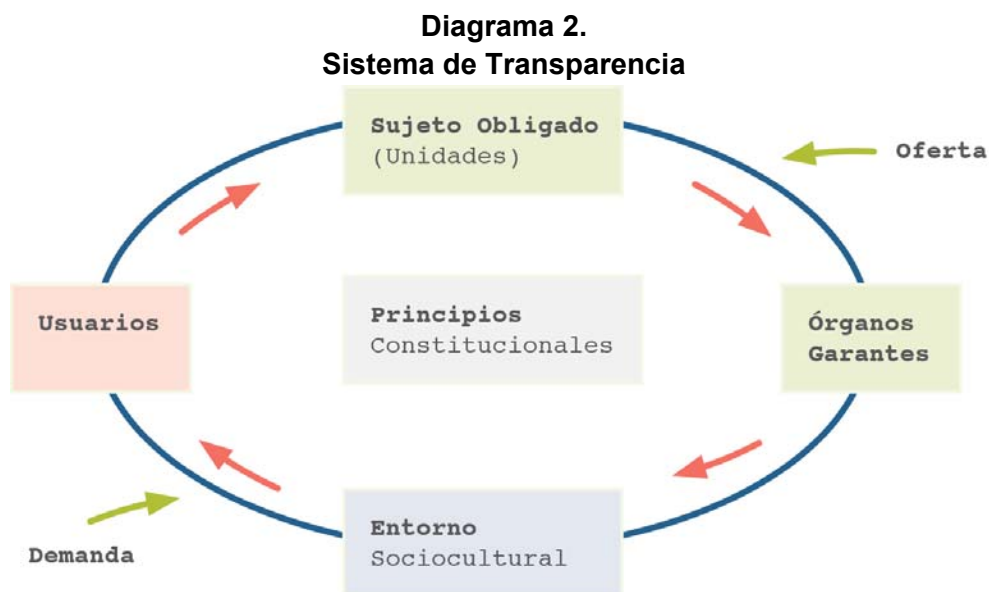 Diagrama 2.
Sistema de Transparencia
Sujeto Obligado
(Unidades)
Oferta
Usuarios
Principios
Constitucionales
Órganos
Garantes
Entorno
Sociocultural
Demanda